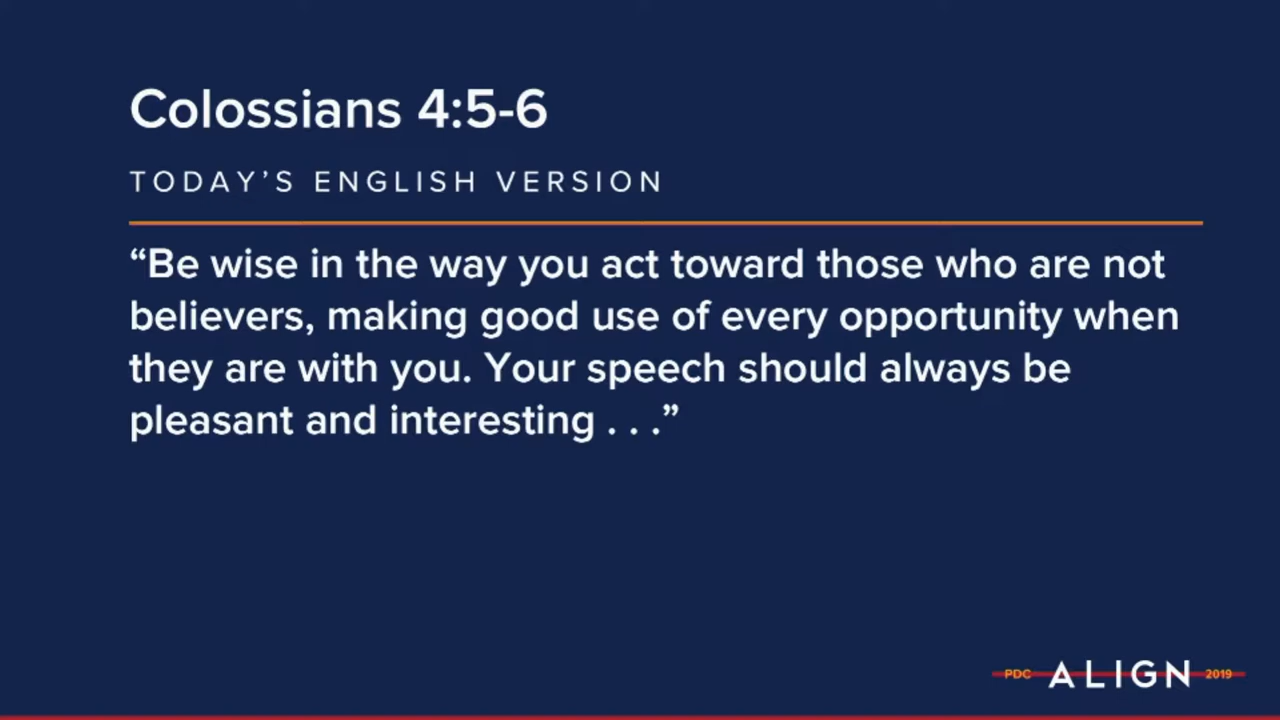 Colossians 4:5-6
TODAY’S ENGLISH VERSION
“Be wise in the way you act toward those who are not
believers, making good use of every opportunity when
they are with you. Your speech should always be
pleasant and interesting . . .”
PDC ALIGN 2019